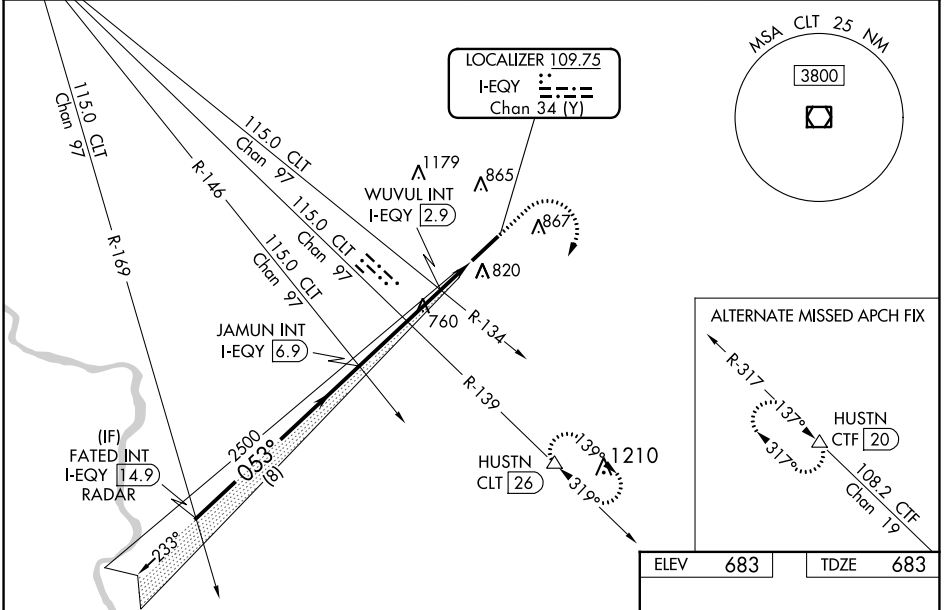 MSA CLT 25 NM
3800
LOCALIZER 109.75
I-EQY
Chan 34 (Y)
115.0 CLT
Chan 97
R-169
115.0 CLT
Chan 97
R-134
115.0 CLT
Chan 97
R-139
R-146
115.0 CLT
Chan 97
1179
865
867
820
760
WUVUL INT
I-EQY 2.9
JAMUN INT
I-EQY 6.9
(IF)
FATED INT
I-EQY 14.9
RADAR
2500
053°
(8)
233°
HUSTN
CLT 26
139°
319°
1210
ALTERNATE MISSED APCH FIX
R-317
137°
317°
HUSTN
CTF 20
108.2 CTF
Chan 19
ELEV 683
TDZE 683